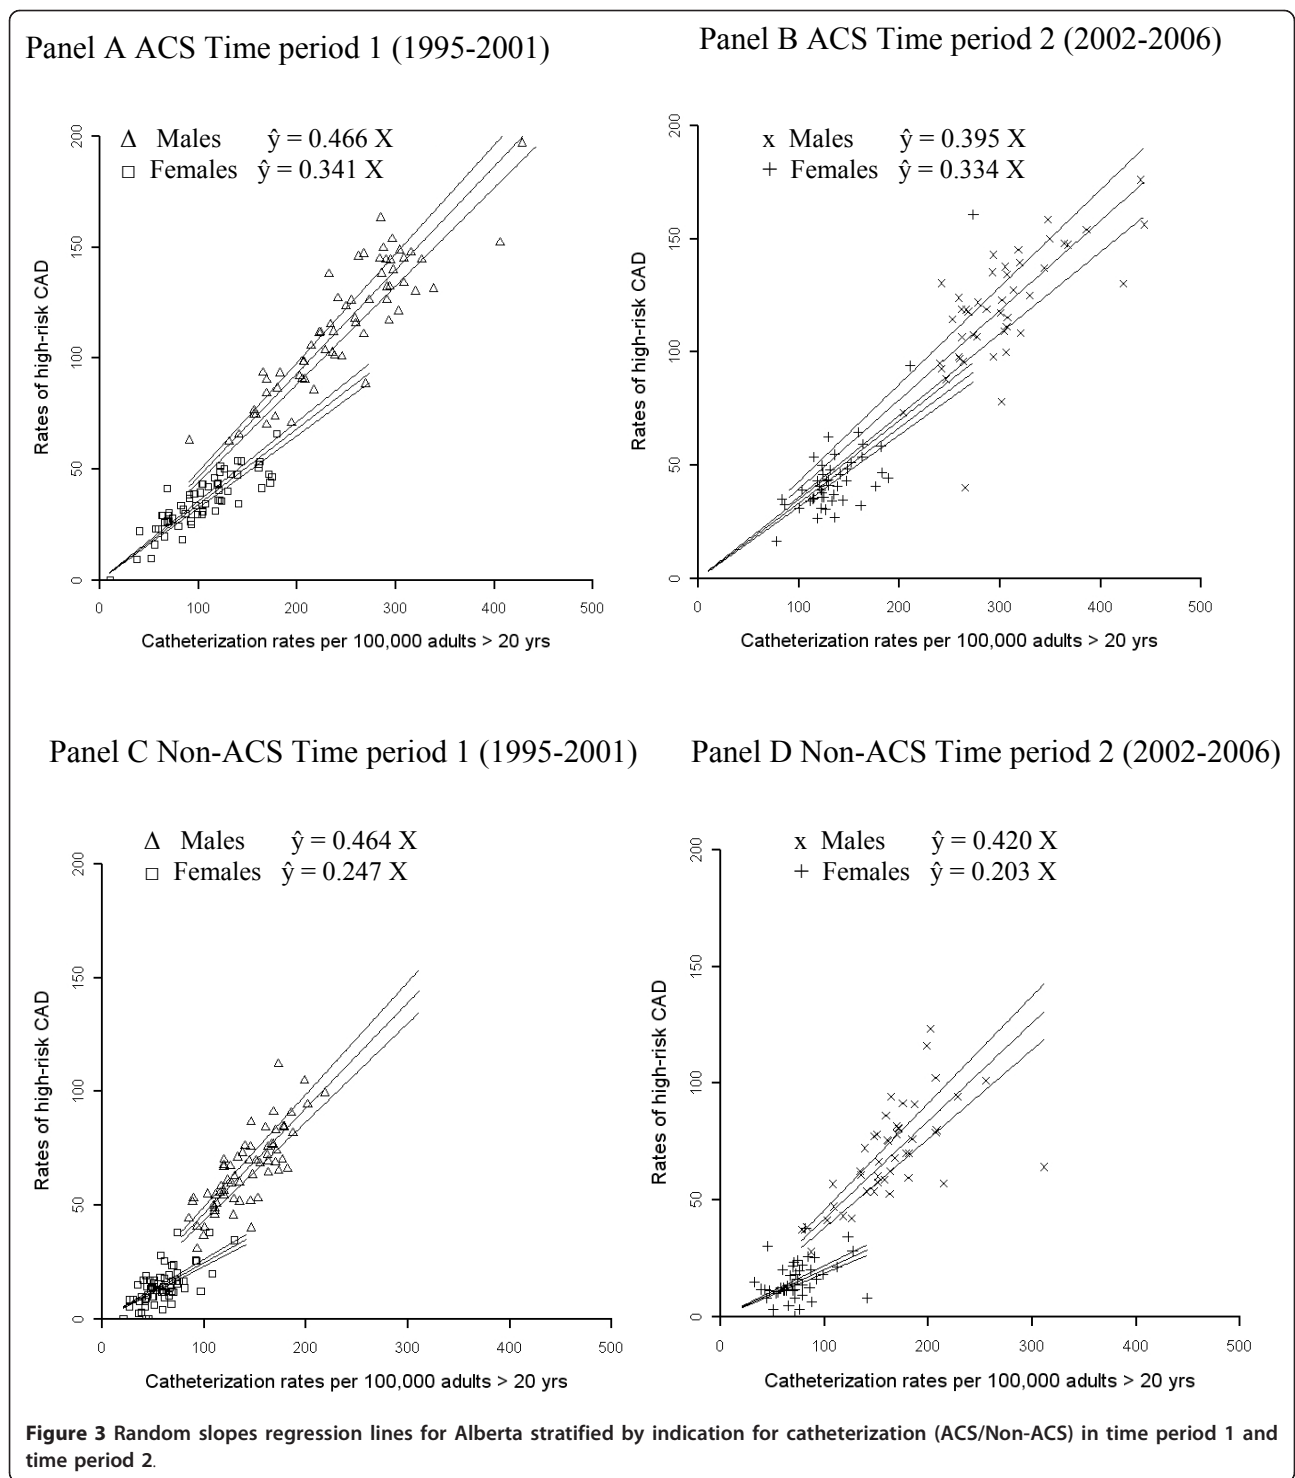 Panel A ACS Time period 1 (1995-2001)
Δ Males ŷ = 0.466 X
□ Females ŷ = 0.341 X
Rates of high-risk CAD
200
150
100
50
0
0 100 200 300 400 500
Catheterization rates per 100,000 adults > 20 yrs
Panel B ACS Time period 2 (2002-2006)
x Males ŷ = 0.395 X
+ Females ŷ = 0.334 X
Rates of high-risk CAD
200
150
100
50
0
0 100 200 300 400 500
Catheterization rates per 100,000 adults > 20 yrs
Panel C Non-ACS Time period 1 (1995-2001)
Δ Males ŷ = 0.464 X
□ Females ŷ = 0.247 X
Rates of high-risk CAD
200
150
100
50
0
0 100 200 300 400 500
Catheterization rates per 100,000 adults > 20 yrs
Panel D Non-ACS Time period 2 (2002-2006)
x Males ŷ = 0.420 X
+ Females ŷ = 0.203 X
Rates of high-risk CAD
200
150
100
50
0
0 100 200 300 400 500
Catheterization rates per 100,000 adults > 20 yrs
Figure 3 Random slopes regression lines for Alberta stratified by indication for catheterization (ACS/Non-ACS) in time period 1 and
time period 2.